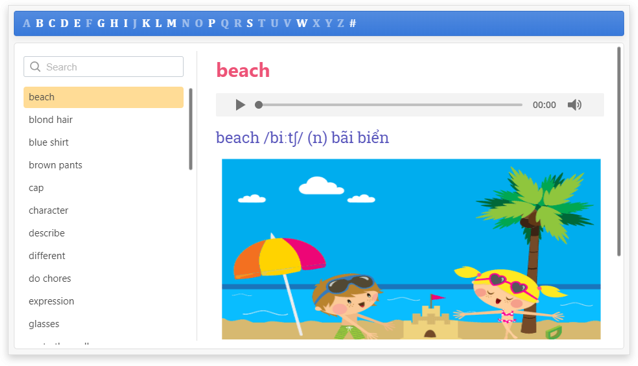 A B C D E F G H I J K L M N O P Q R S T U V W X Y Z #
Search
beach
blond hair
blue shirt
brown pants
cap
character
describe
different
do chores
expression
glasses
beach
00:00
beach /biːtʃ/ (n) bãi biển